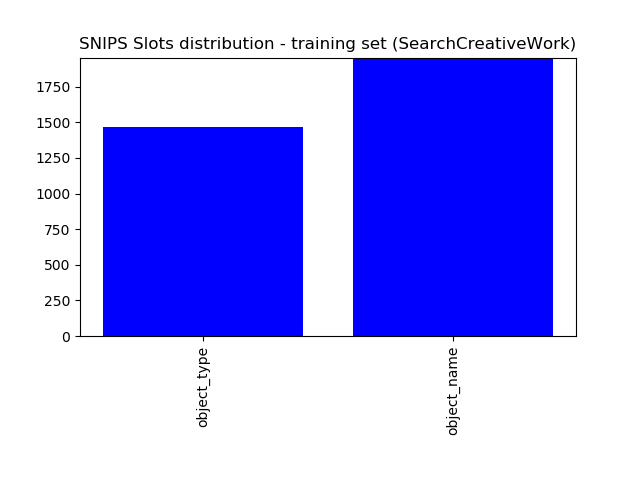 SNIPS Slots distribution - training set (SearchCreativeWork)
1750
1500
1250
1000
750
500
250
0
object_type
object_name